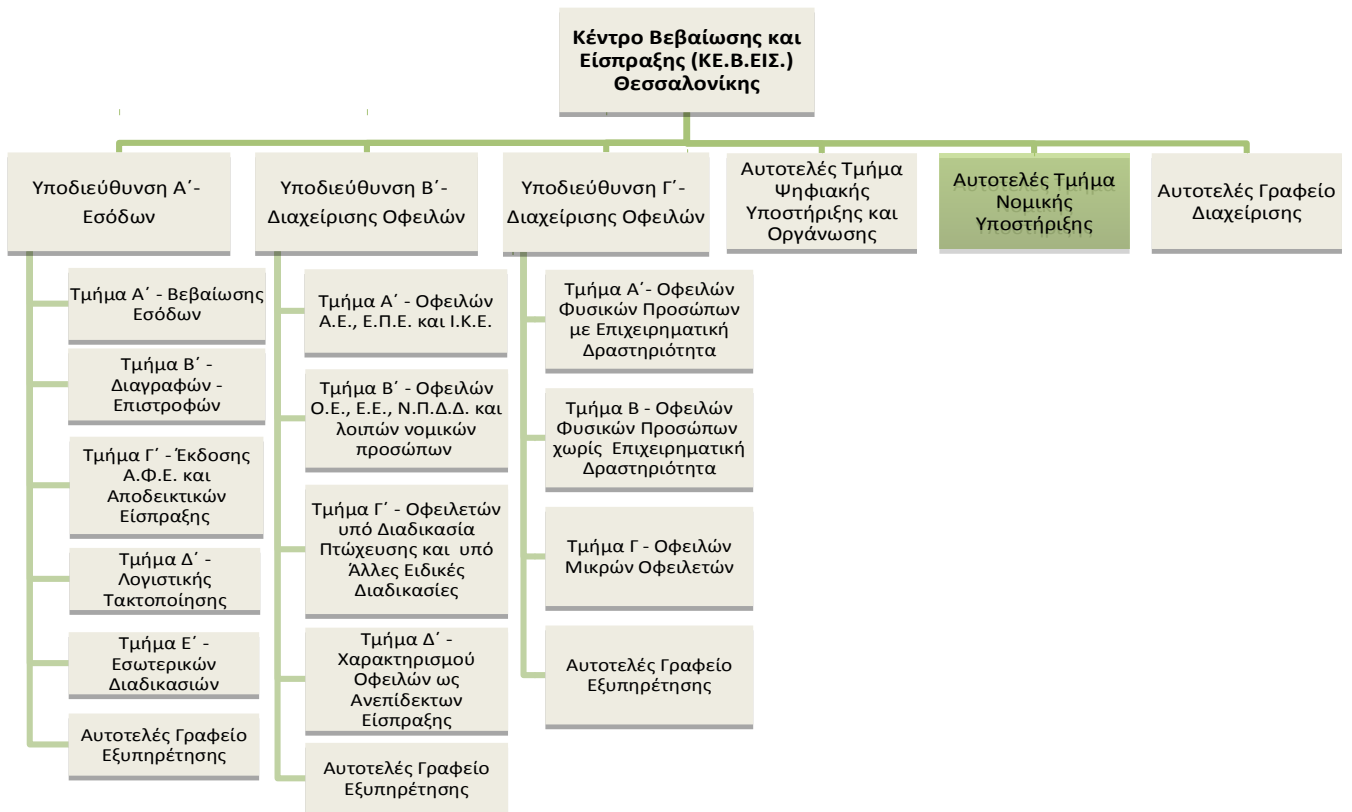 Κέντρο Βεβαίωσης και
Είσπραξης (ΚΕ.Β.ΕΙΣ.)
Θεσσαλονίκης
Υποδιεύθυνση Α΄-
Εσόδων
Τμήμα Α΄ - Βεβαίωσης
Εσόδων
Τμήμα Β΄ -
Διαγραφών -
Επιστροφών
Τμήμα Γ΄ - Έκδοσης
Α.Φ.Ε. και
Αποδεικτικών
Είσπραξης
Τμήμα Δ΄ -
Λογιστικής
Τακτοποίησης
Τμήμα Ε΄ -
Εσωτερικών
Διαδικασιών
Αυτοτελές Γραφείο
Εξυπηρέτησης
Υποδιεύθυνση Β΄-
Διαχείρισης Οφειλών
Τμήμα Α΄ - Οφειλών
Α.Ε., Ε.Π.Ε. και Ι.Κ.Ε.
Τμήμα Β΄ - Οφειλών
Ο.Ε., Ε.Ε., Ν.Π.Δ.Δ. και
λοιπών νομικών
προσώπων
Τμήμα Γ΄ - Οφειλετών
υπό Διαδικασία
Πτώχευσης και υπό
Άλλες Ειδικές
Διαδικασίες
Τμήμα Δ΄ -
Χαρακτηρισμού
Οφειλών ως
Ανεπίδεκτων
Είσπραξης
Αυτοτελές Γραφείο
Εξυπηρέτησης
Υποδιεύθυνση Γ΄-
Διαχείρισης Οφειλών
Τμήμα Α΄- Οφειλών
Φυσικών Προσώπων
με Επιχειρηματική
Δραστηριότητα
Τμήμα Β - Οφειλών
Φυσικών Προσώπων
χωρίς Επιχειρηματική
Δραστηριότητα
Τμήμα Γ - Οφειλών
Μικρών Οφειλετών
Αυτοτελές Γραφείο
Εξυπηρέτησης
Αυτοτελές Τμήμα
Ψηφιακής
Υποστήριξης και
Οργάνωσης
Αυτοτελές Τμήμα
Νομικής
Υποστήριξης
Αυτοτελές Γραφείο
Διαχείρισης